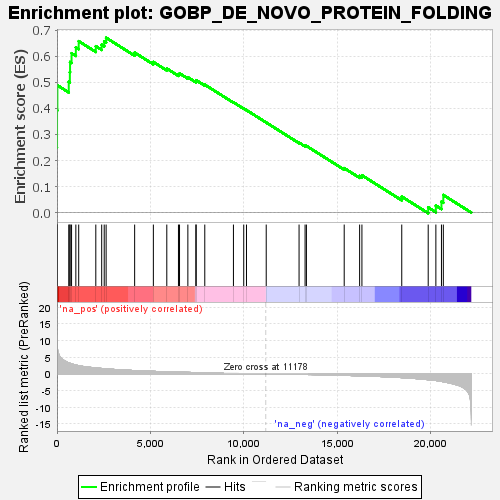 Enrichment plot: GOBP_DE_NOVO_PROTEIN_FOLDING
Enrichment score (ES)
0.7
0.6
0.5
0.4
0.3
0.2
0.1
0.0
'na_pos' (positively correlated)
Ranked list metric (PreRanked)
20
15
10
5
0
-5
-10
-15
Zero cross at 11178
'na_neg' (negatively correlated)
0
5,000
10,000
15,000
20,000
Rank in Ordered Dataset
Enrichment profile
Hits
Ranking metric scores